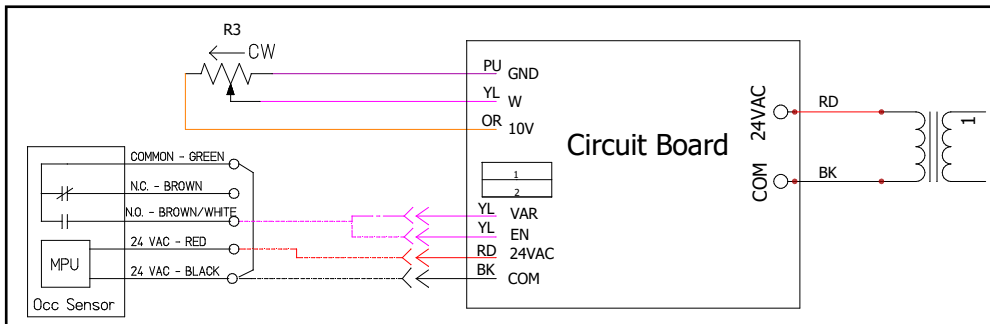 R3
CW
PU GND
YL W
OR 10V
Circuit Board
24VAC
COM
RD
BK
1
1
2
COMMON - GREEN
N.C. - BROWN
N.O. - BROWN/WHITE
24 VAC - RED
24 VAC - BLACK
MPU
Occ Sensor
YL VAR
YL EN
RD 24VAC
BK COM